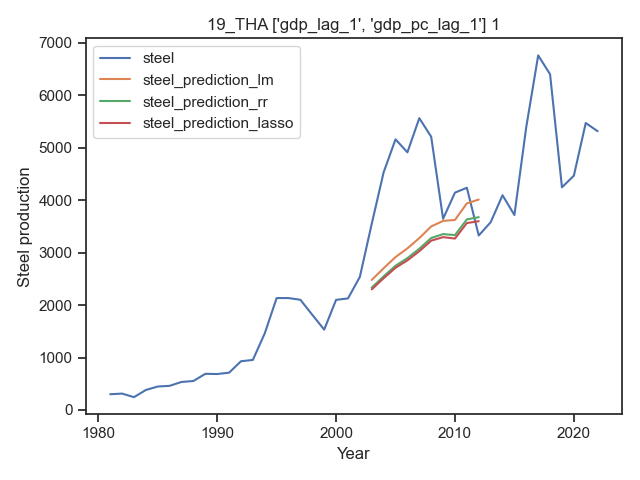 19_THA ['gdp_lag_1', 'gdp_pc_lag_1'] 1
steel
steel_prediction_lm
steel_prediction_rr
steel_prediction_lasso
Steel production
7000
6000
5000
4000
3000
2000
1000
0
1980 1990 2000 2010 2020
Year